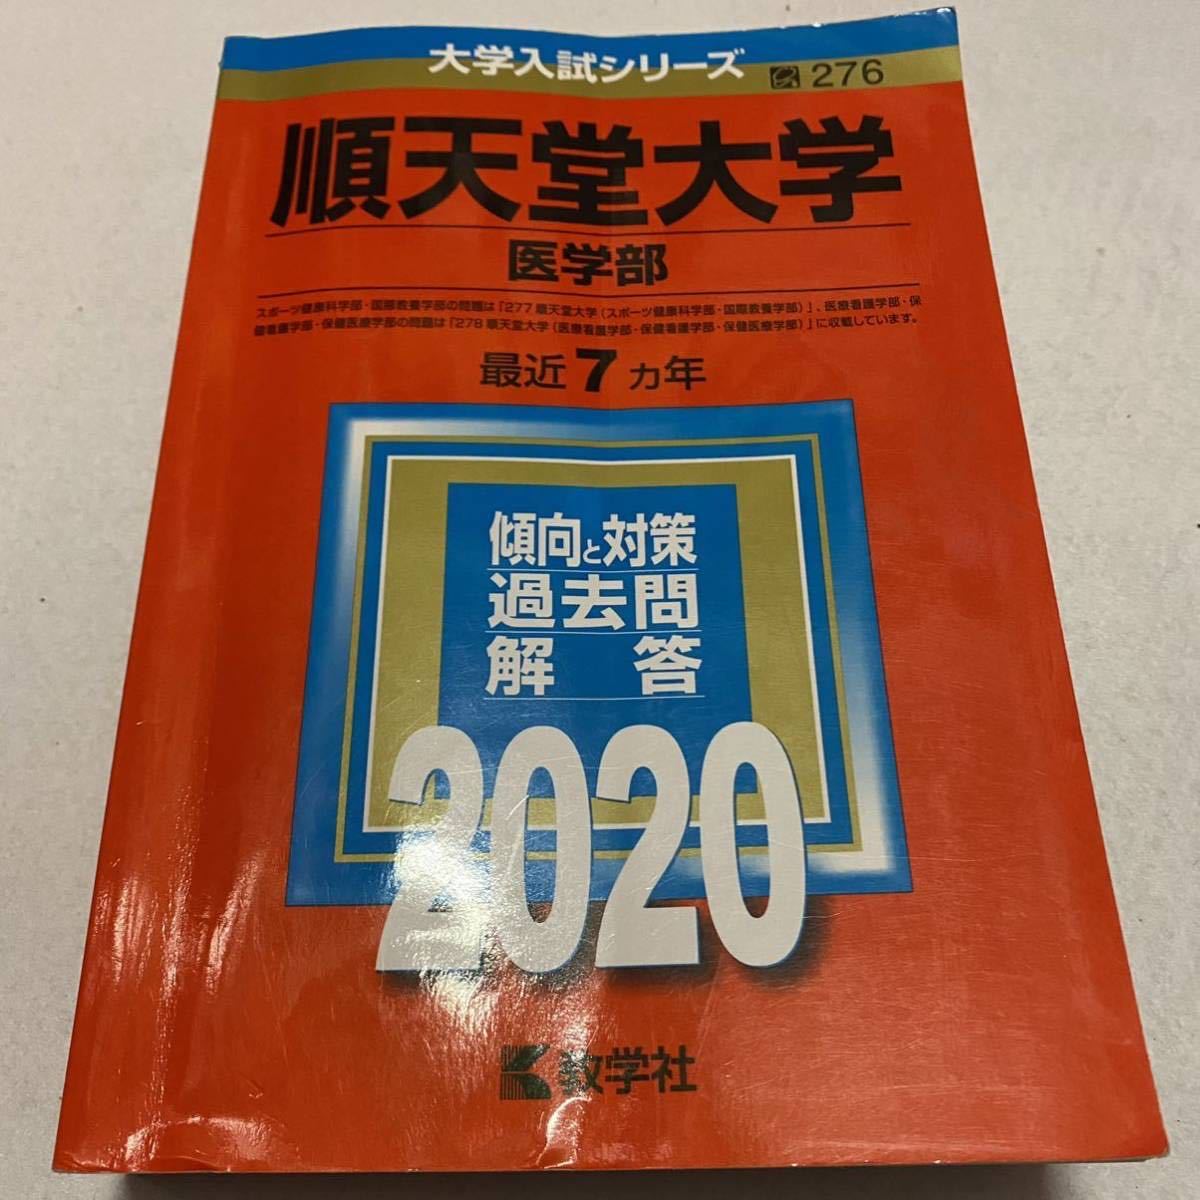 大学入試シリーズ
276
順天堂大学
医学部
スポーツ健康科学部・国際教養学部の問題は「277 順天堂大学（スポーツ健康科学部・国際教養学部）」、医療看護学部・保
健看護学部・保健医療学部の問題は「278 順天堂大学（医療看護学部・保健看護学部・保健医療学部）」に収載しています。
最近7カ年
傾向と対策
過去問
解答
2020
教学社